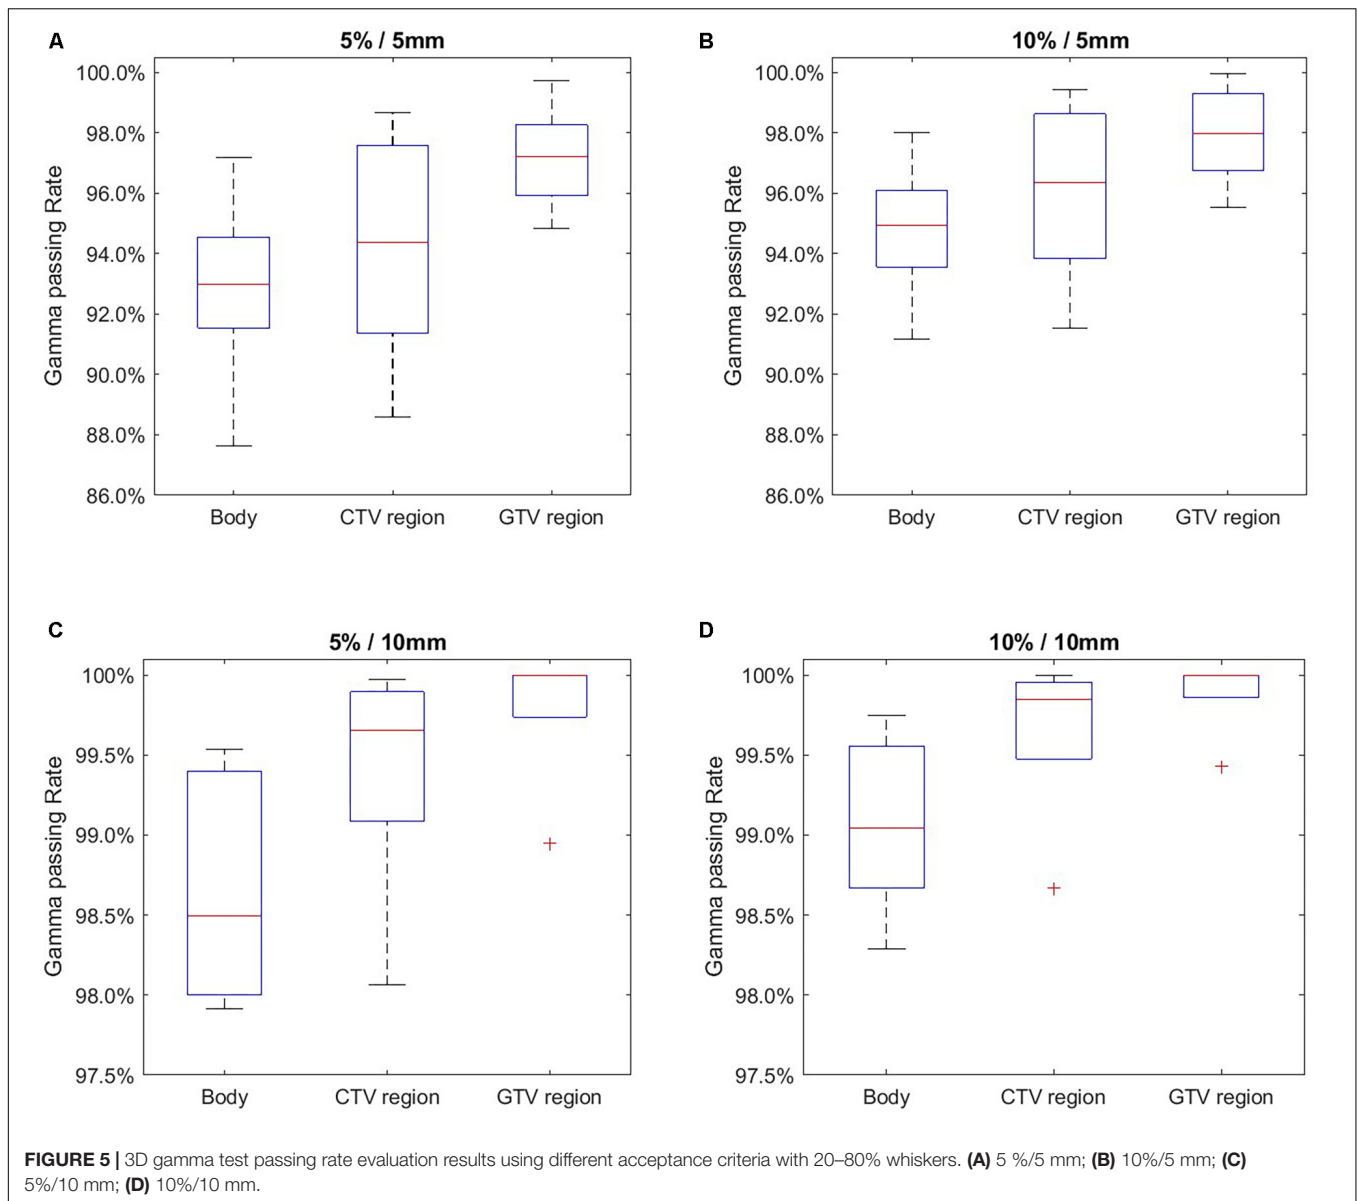 A
5% / 5mm
Gamma passing Rate
100.0%
98.0%
96.0%
94.0%
92.0%
90.0%
88.0%
86.0%
Body CTV region GTV region
B
10% / 5mm
Gamma passing Rate
100.0%
98.0%
96.0%
94.0%
92.0%
90.0%
88.0%
86.0%
Body CTV region GTV region
C
5% / 10mm
Gamma passing Rate
100%
99.5%
99.0%
98.5%
98.0%
97.5%
Body CTV region GTV region
D
10% / 10mm
Gamma passing Rate
100%
99.5%
99.0%
98.5%
98.0%
97.5%
Body CTV region GTV region
FIGURE 5 | 3D gamma test passing rate evaluation results using different acceptance criteria with 20–80% whiskers. (A) 5 %/5 mm; (B) 10%/5 mm; (C)
5%/10 mm; (D) 10%/10 mm.